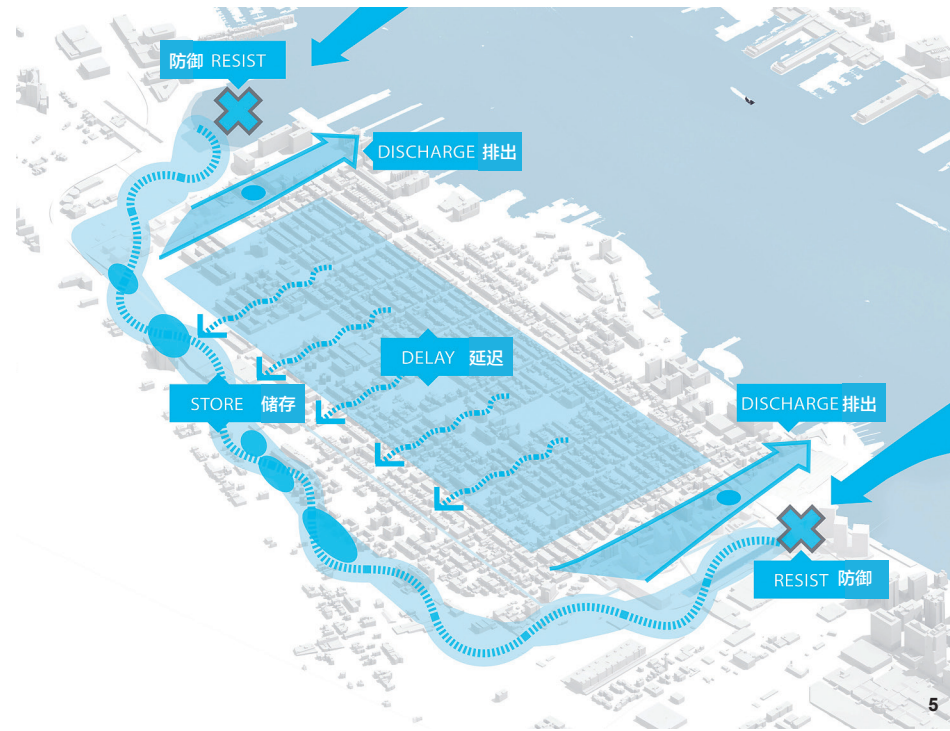 防御 RESIST
DISCHARGE 排出
DELAY 延迟
STORE 储存
DISCHARGE 排出
RESIST 防御
5